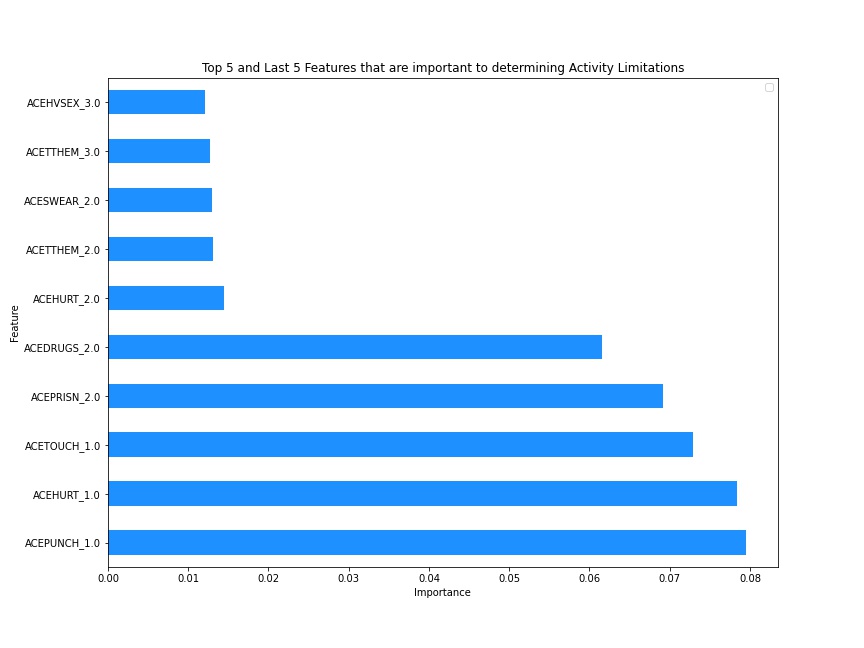 Top 5 and Last 5 Features that are important to determining Activity Limitations
ACEHVSEX_3.0
ACETTHEM_3.0
ACESWEAR_2.0
ACETTHEM_2.0
ACEHURT_2.0
Feature
ACEDRUGS_2.0
ACEPRISN_2.0
ACETOUCH_1.0
ACEHURT_1.0
ACEPUNCH_1.0
0.00 0.01 0.02 0.03 0.04 0.05 0.06 0.07 0.08
Importance